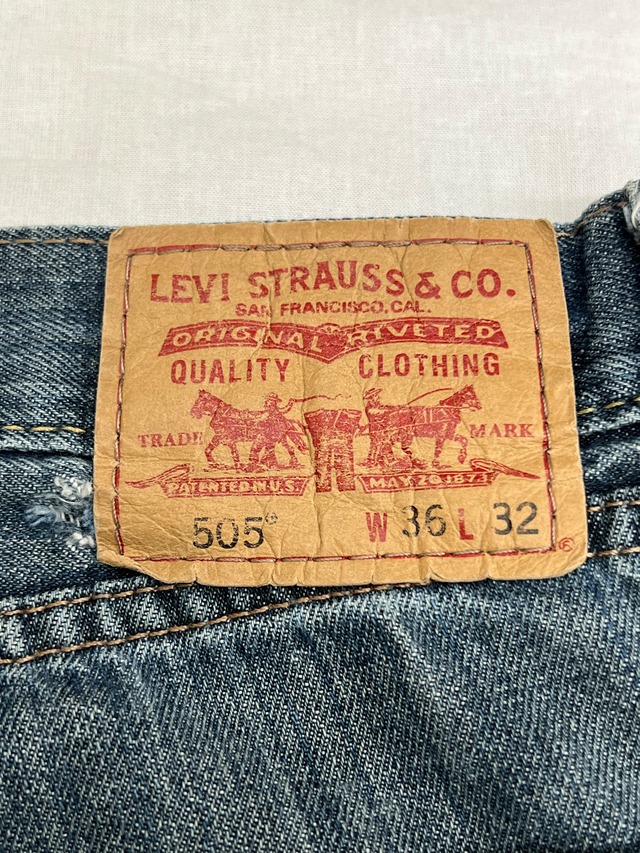 LEVI STRAUSS & CO.
SAN FRANCISCO, CAL.
ORIGINAL RIVETED
QUALITY CLOTHING
TRADE MARK
PATENTED IN U.S. MAY 20 1873
505® W 36 L 32
®